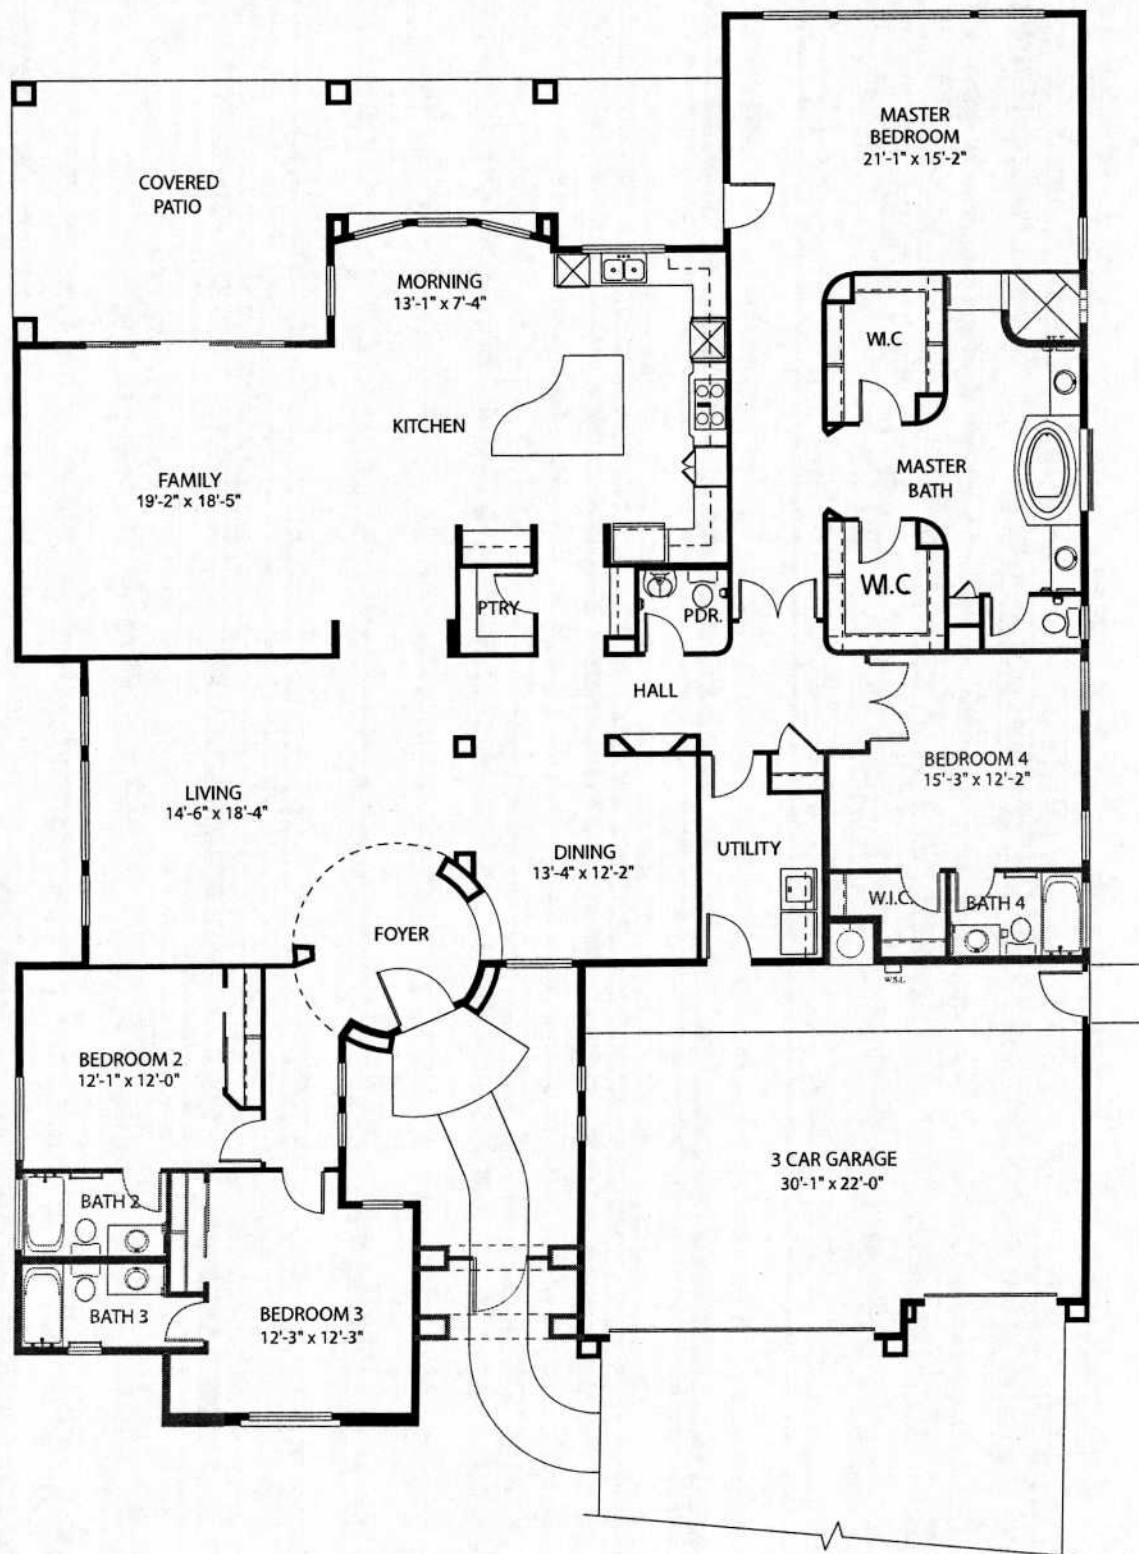 MASTER
BEDROOM
21'-1" x 15'-2"
COVERED
PATIO
MORNING
13'-1" x 7'-4"
W.I.C
KITCHEN
FAMILY
19'-2" x 18'-5"
MASTER
BATH
W.I.C
PTRY
PDR.
HALL
BEDROOM 4
15'-3" x 12'-2"
LIVING
14'-6" x 18'-4"
DINING
13'-4" x 12'-2"
UTILITY
W.I.C.
BATH 4
FOYER
BEDROOM 2
12'-1" x 12'-0"
3 CAR GARAGE
30'-1" x 22'-0"
BATH 2
BATH 3
BEDROOM 3
12'-3" x 12'-3"